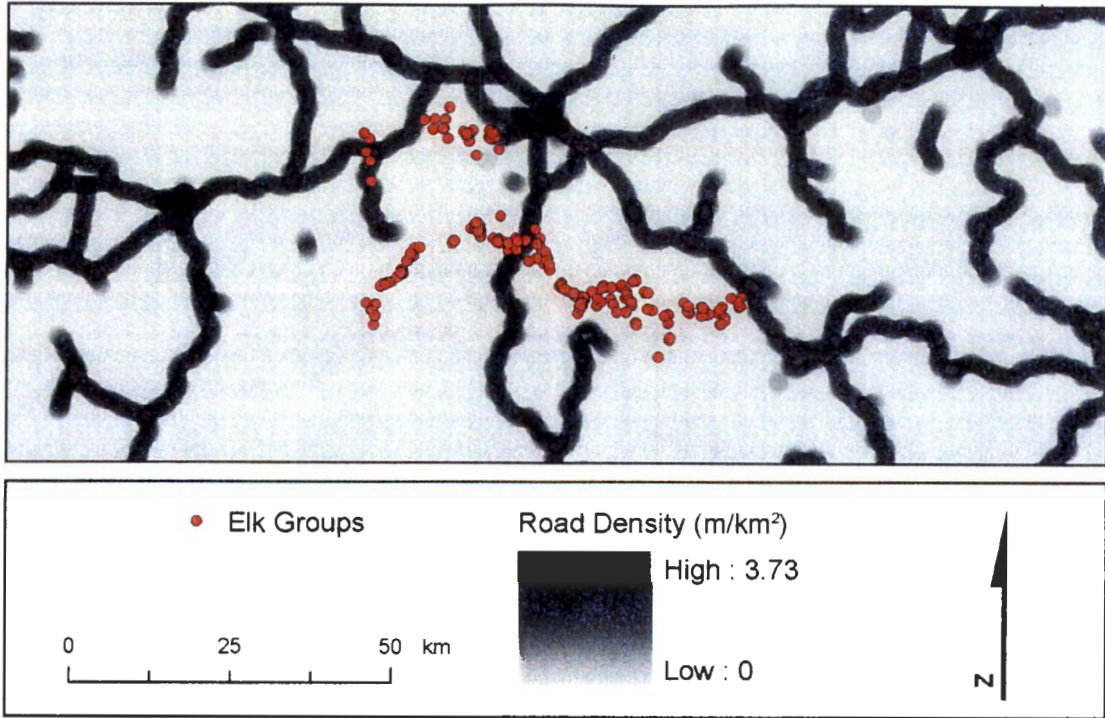 Elk Groups
Road Density (m/km²)
High : 3.73
Low : 0
0 25 50 km
N